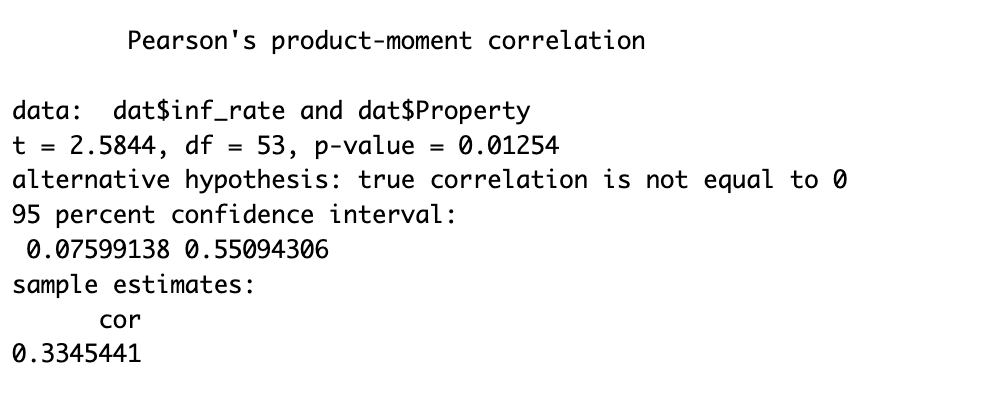 Pearson's product-moment correlation
data:  dat$inf_rate and dat$Property
t = 2.5844, df = 53, p-value = 0.01254
alternative hypothesis: true correlation is not equal to 0
95 percent confidence interval:
0.07599138 0.55094306
sample estimates:
cor
0.3345441